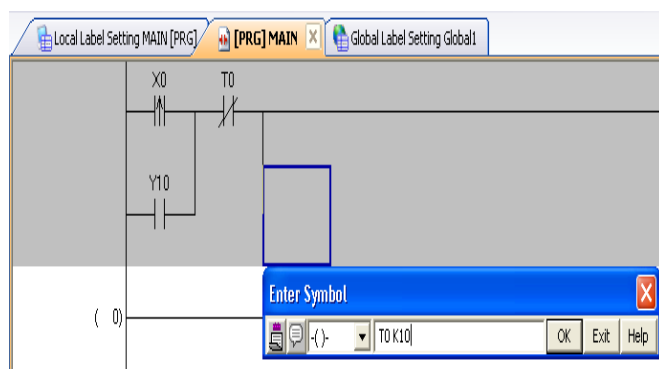 Local Label Setting MAIN [PRG] [PRG] MAIN Global Label Setting Global1
X0 T0
Y10
Enter Symbol
-( )- T0 K10 OK Exit Help
( 0)